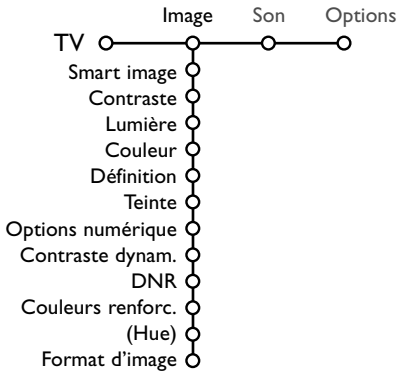 Image Son Options
TV
Smart image
Contraste
Lumière
Couleur
Définition
Teinte
Options numérique
Contraste dynam.
DNR
Couleurs renforc.
(Hue)
Format d'image